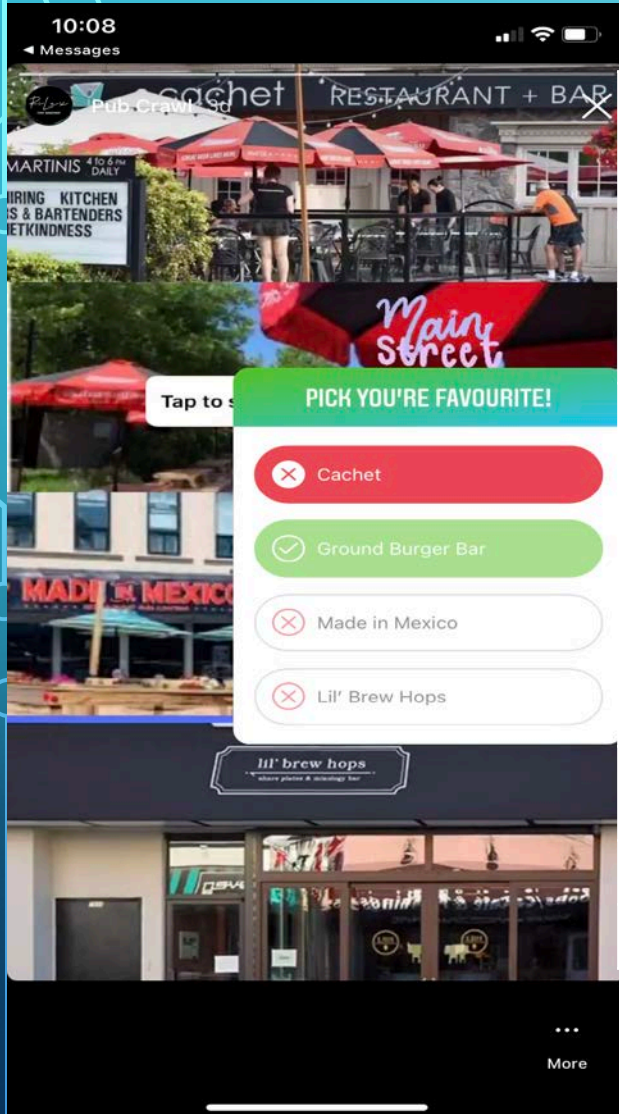 10:08
◀ Messages
cachet RESTAURANT + BAR
Pub Crawl 3d
MARTINIS 4 TO 6 PM DAILY
HIRING KITCHEN
& BARTENDERS
Main
Street
Tap to s
PICK YOU'RE FAVOURITE!
Cachet
Ground Burger Bar
MADE IN MEXICO
Made in Mexico
Lil' Brew Hops
lil' brew hops
share plates & mixology bar
More